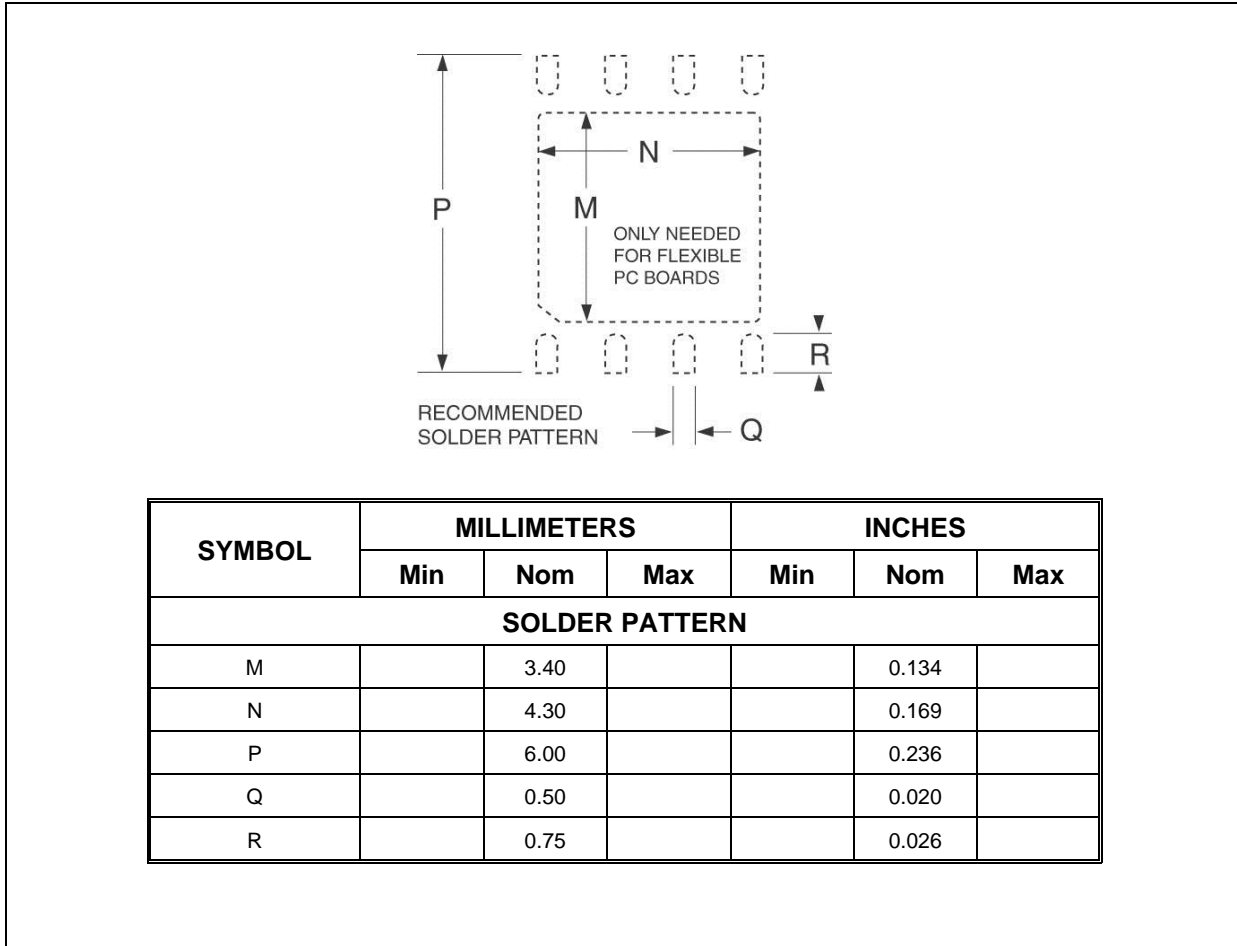 N
P
M
ONLY NEEDED
FOR FLEXIBLE
PC BOARDS
R
RECOMMENDED
SOLDER PATTERN
Q
SYMBOL MILLIMETERS INCHES
Min Nom Max Min Nom Max
SOLDER PATTERN
M 3.40 0.134
N 4.30 0.169
P 6.00 0.236
Q 0.50 0.020
R 0.75 0.026